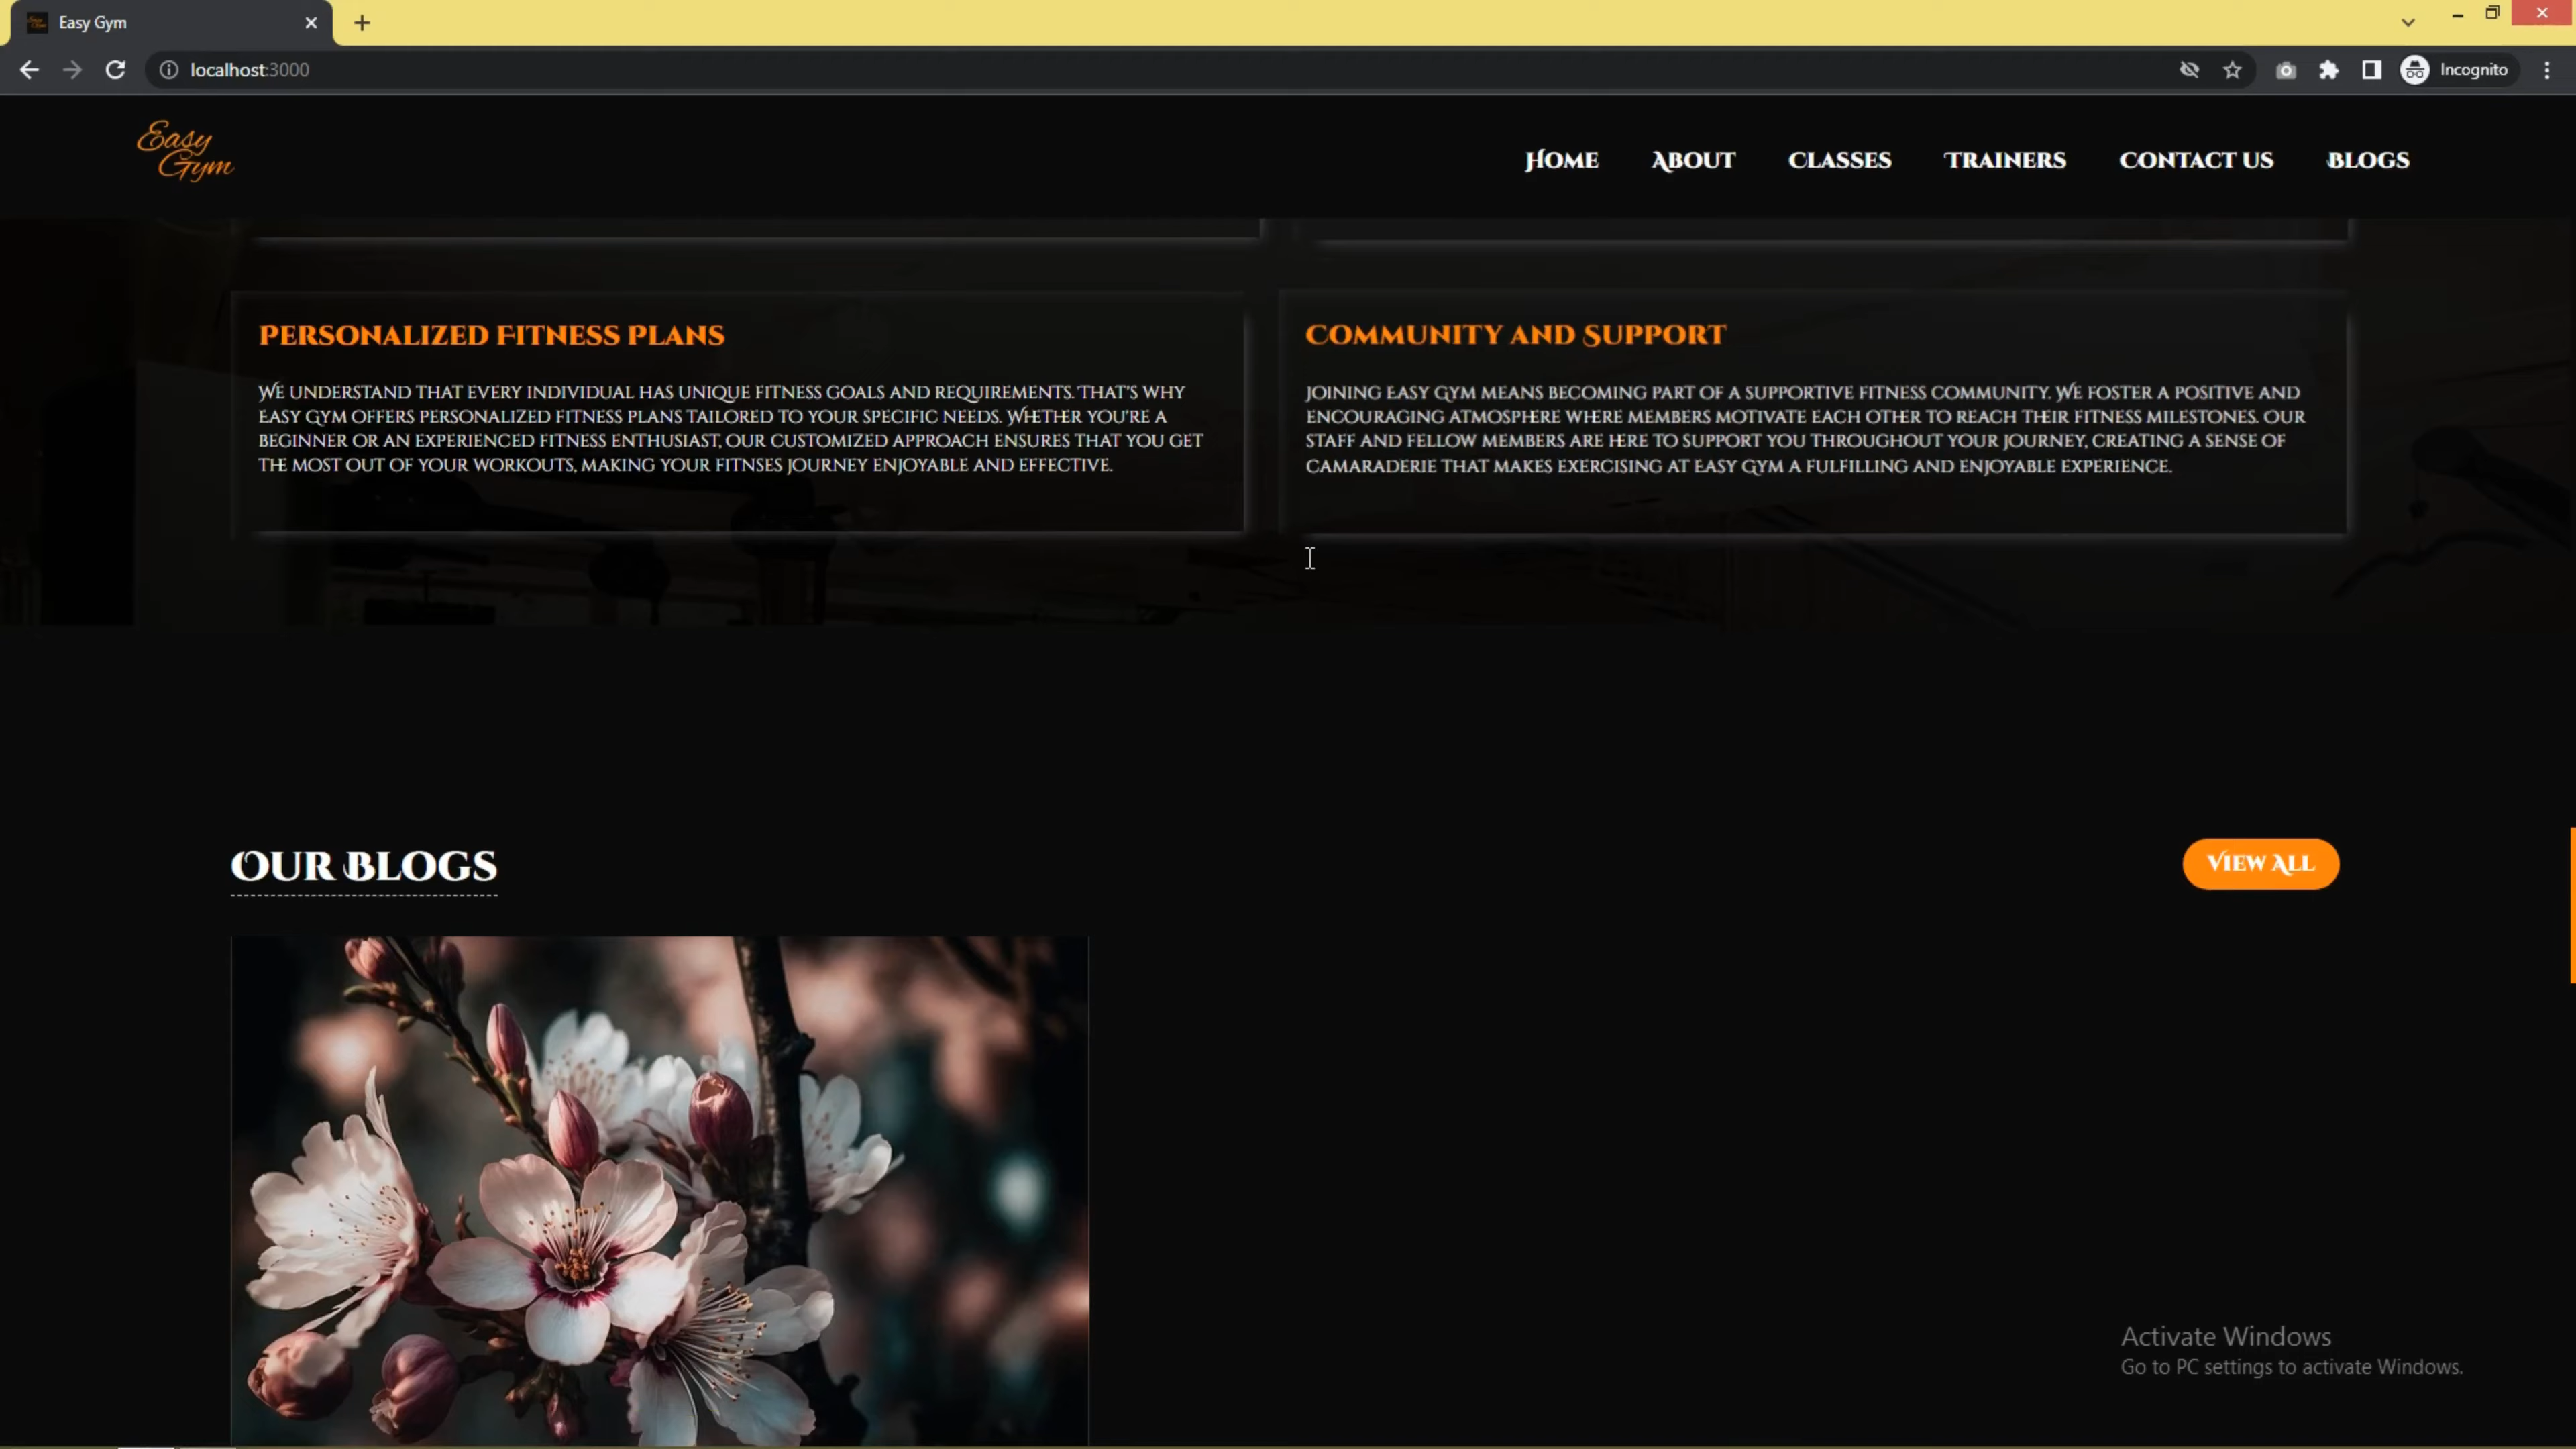 Easy Gym
localhost:3000
Incognito
Easy
Gym
Home
About
Classes
Trainers
Contact us
Blogs
Personalized Fitness Plans
We understand that every individual has unique fitness goals and requirements. That's why
Easy Gym offers personalized fitness plans tailored to your specific needs. Whether you're a
beginner or an experienced fitness enthusiast, our customized approach ensures that you get
the most out of your workouts, making your fitnses journey enjoyable and effective.
Community and Support
Joining Easy Gym means becoming part of a supportive fitness community. We foster a positive and
encouraging atmosphere where members motivate each other to reach their fitness milestones. Our
staff and fellow members are here to support you throughout your journey, creating a sense of
camaraderie that makes exercising at Easy Gym a fulfilling and enjoyable experience.
Our Blogs
View All
Activate Windows
Go to PC settings to activate Windows.